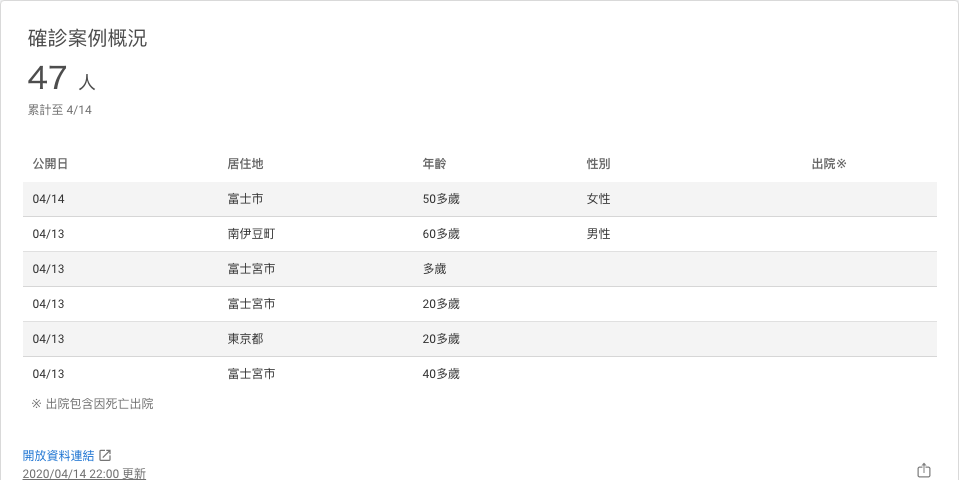 確診案例概況
47 人
累計至 4/14
公開日 居住地 年齡 性別 出院※
04/14 富士市 50多歲 女性
04/13 南伊豆町 60多歲 男性
04/13 富士宮市 多歲
04/13 富士宮市 20多歲
04/13 東京都 20多歲
04/13 富士宮市 40多歲
※ 出院包含因死亡出院
開放資料連結
2020/04/14 22:00 更新